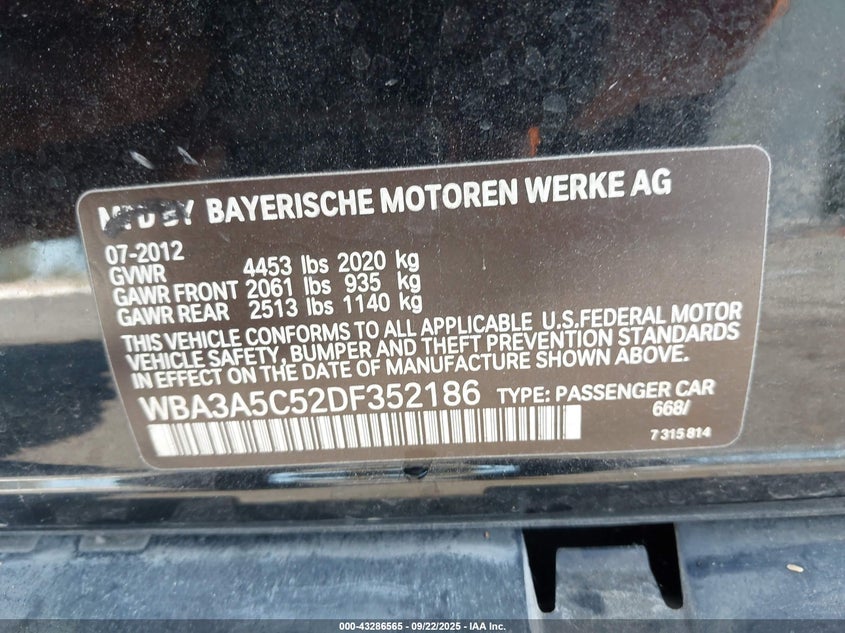 MFD BY BAYERISCHE MOTOREN WERKE AG
07-2012
GVWR 4453 lbs 2020 kg
GAWR FRONT 2061 lbs 935 kg
GAWR REAR 2513 lbs 1140 kg
THIS VEHICLE CONFORMS TO ALL APPLICABLE U.S.FEDERAL MOTOR
VEHICLE SAFETY, BUMPER AND THEFT PREVENTION STANDARDS
IN EFFECT ON THE DATE OF MANUFACTURE SHOWN ABOVE.
WBA3A5C52DF352186 TYPE: PASSENGER CAR
668/
7 315 814
000-43286565 - 09/22/2025 - IAA Inc.